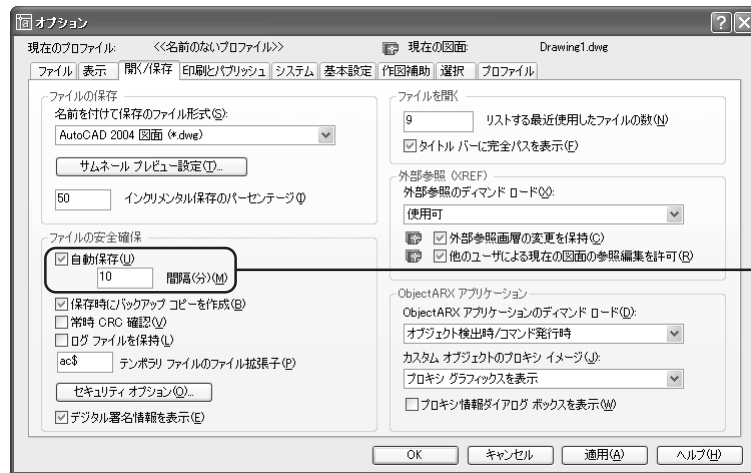 オプション
現在のプロファイル: <<名前のないプロファイル>> 現在の図面: Drawing1.dwg
ファイル 表示 開く/保存 印刷とパブリッシュ システム 基本設定 作図補助 選択 プロファイル
ファイルの保存
名前を付けて保存のファイル形式(S):
AutoCAD 2004 図面 (*.dwg)
サムネール プレビュー設定(T)...
50 インクリメンタル保存のパーセンテージ(I)
ファイルの安全確保
自動保存(U)
10 間隔(分)(M)
保存時にバックアップ コピーを作成(B)
常時 CRC 確認(V)
ログ ファイルを保持(L)
ac$ テンポラリ ファイルのファイル拡張子(P)
セキュリティ オプション(O)...
デジタル署名情報を表示(E)
ファイルを開く
9 リストする最近使用したファイルの数(N)
タイトル バーに完全パスを表示(F)
外部参照 (XREF)
外部参照のディマンド ロード(X):
使用可
外部参照画層の変更を保持(C)
他のユーザによる現在の図面の参照編集を許可(R)
ObjectARX アプリケーション
ObjectARX アプリケーションのディマンド ロード(D):
オブジェクト検出時/コマンド発行時
カスタム オブジェクトのプロキシ イメージ(J):
プロキシ グラフィックスを表示
プロキシ情報ダイアログ ボックスを表示(W)
OK キャンセル 適用(A) ヘルプ(H)